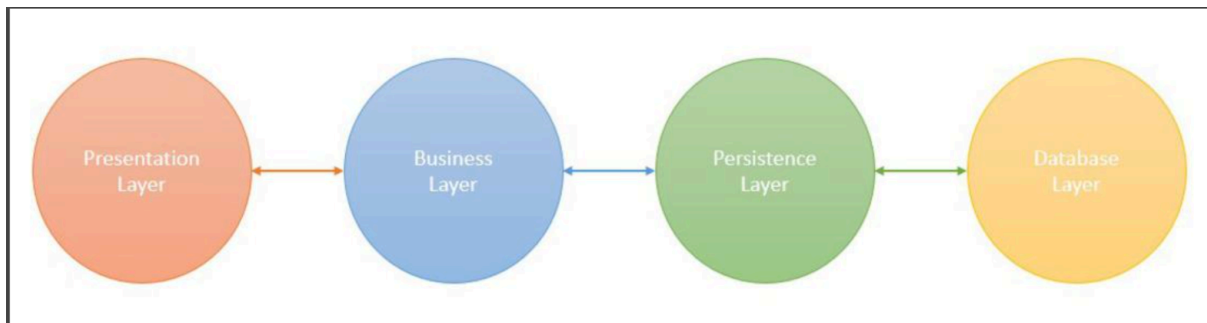 Presentation
Layer
Business
Layer
Persistence
Layer
Database
Layer